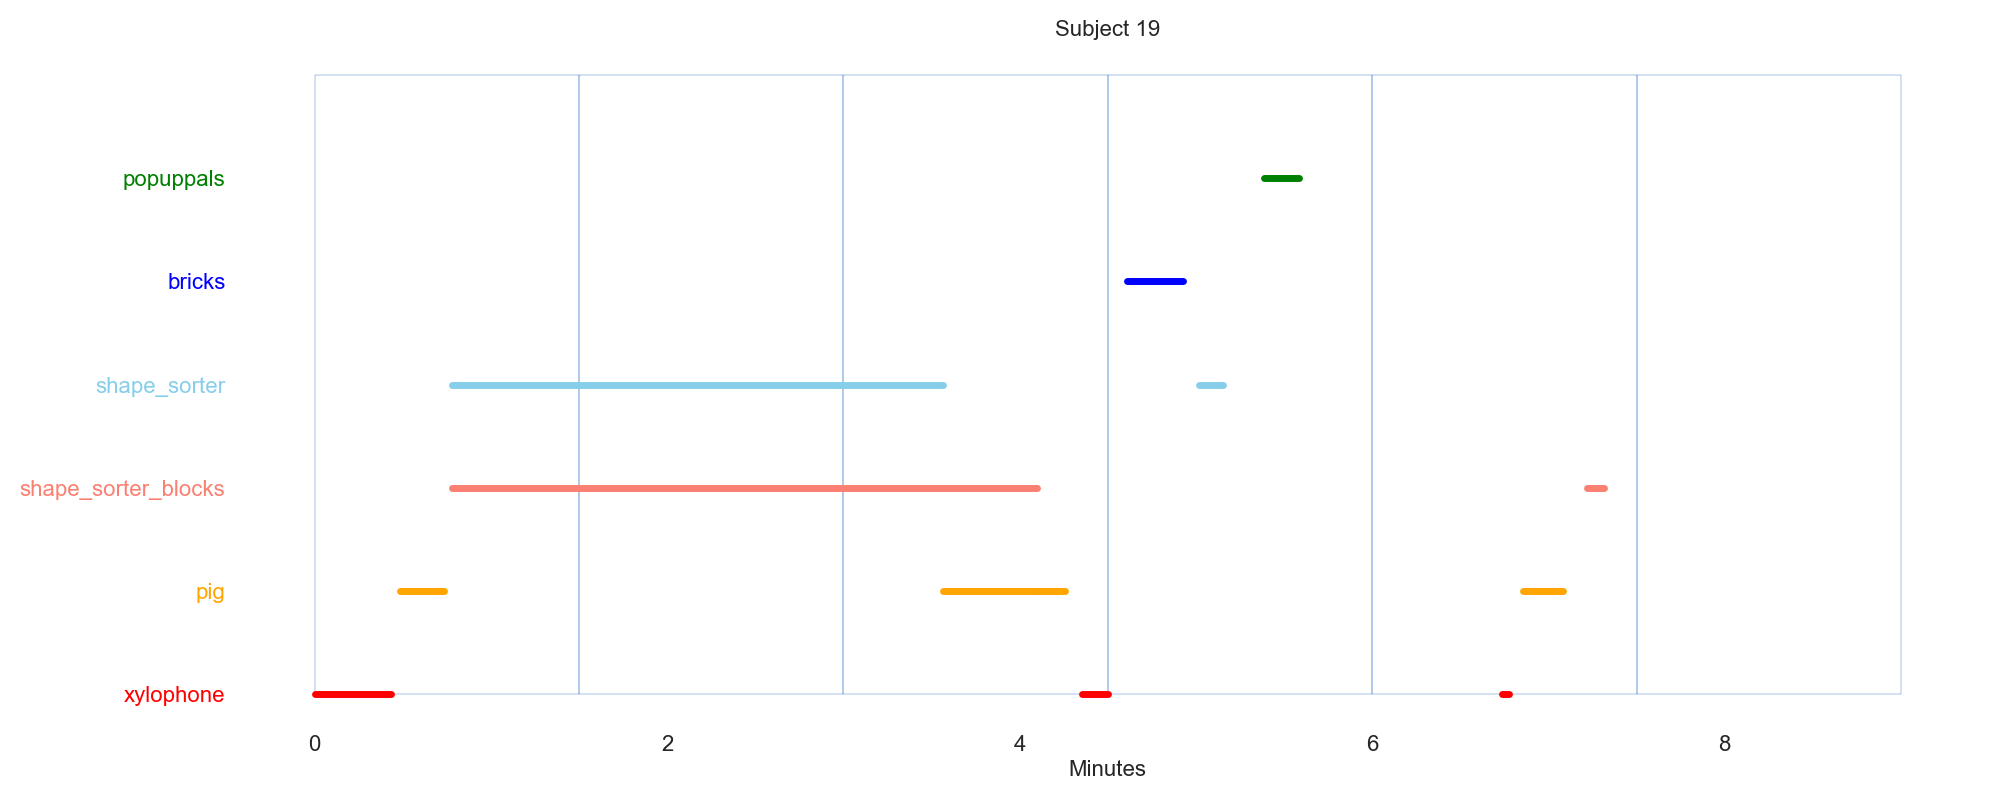 Subject 19
popuppals
bricks
shape_sorter
shape_sorter_blocks
pig
xylophone
0 2 4 6 8
Minutes